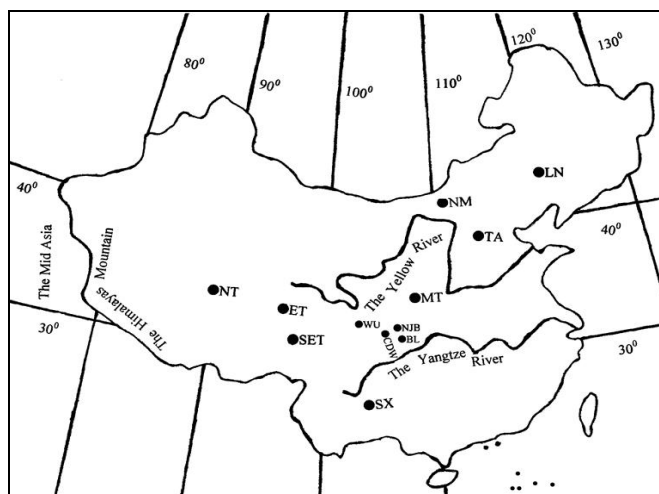 80⁰
90⁰
100⁰
110⁰
120⁰
130⁰
40⁰
LN
NM
TA
40⁰
The Mid Asia
The Himalayas Mountain
The Yellow River
NT
ET
MT
30⁰
SET
WU
NJB
CDW
BL
The Yangtze River
30⁰
SX